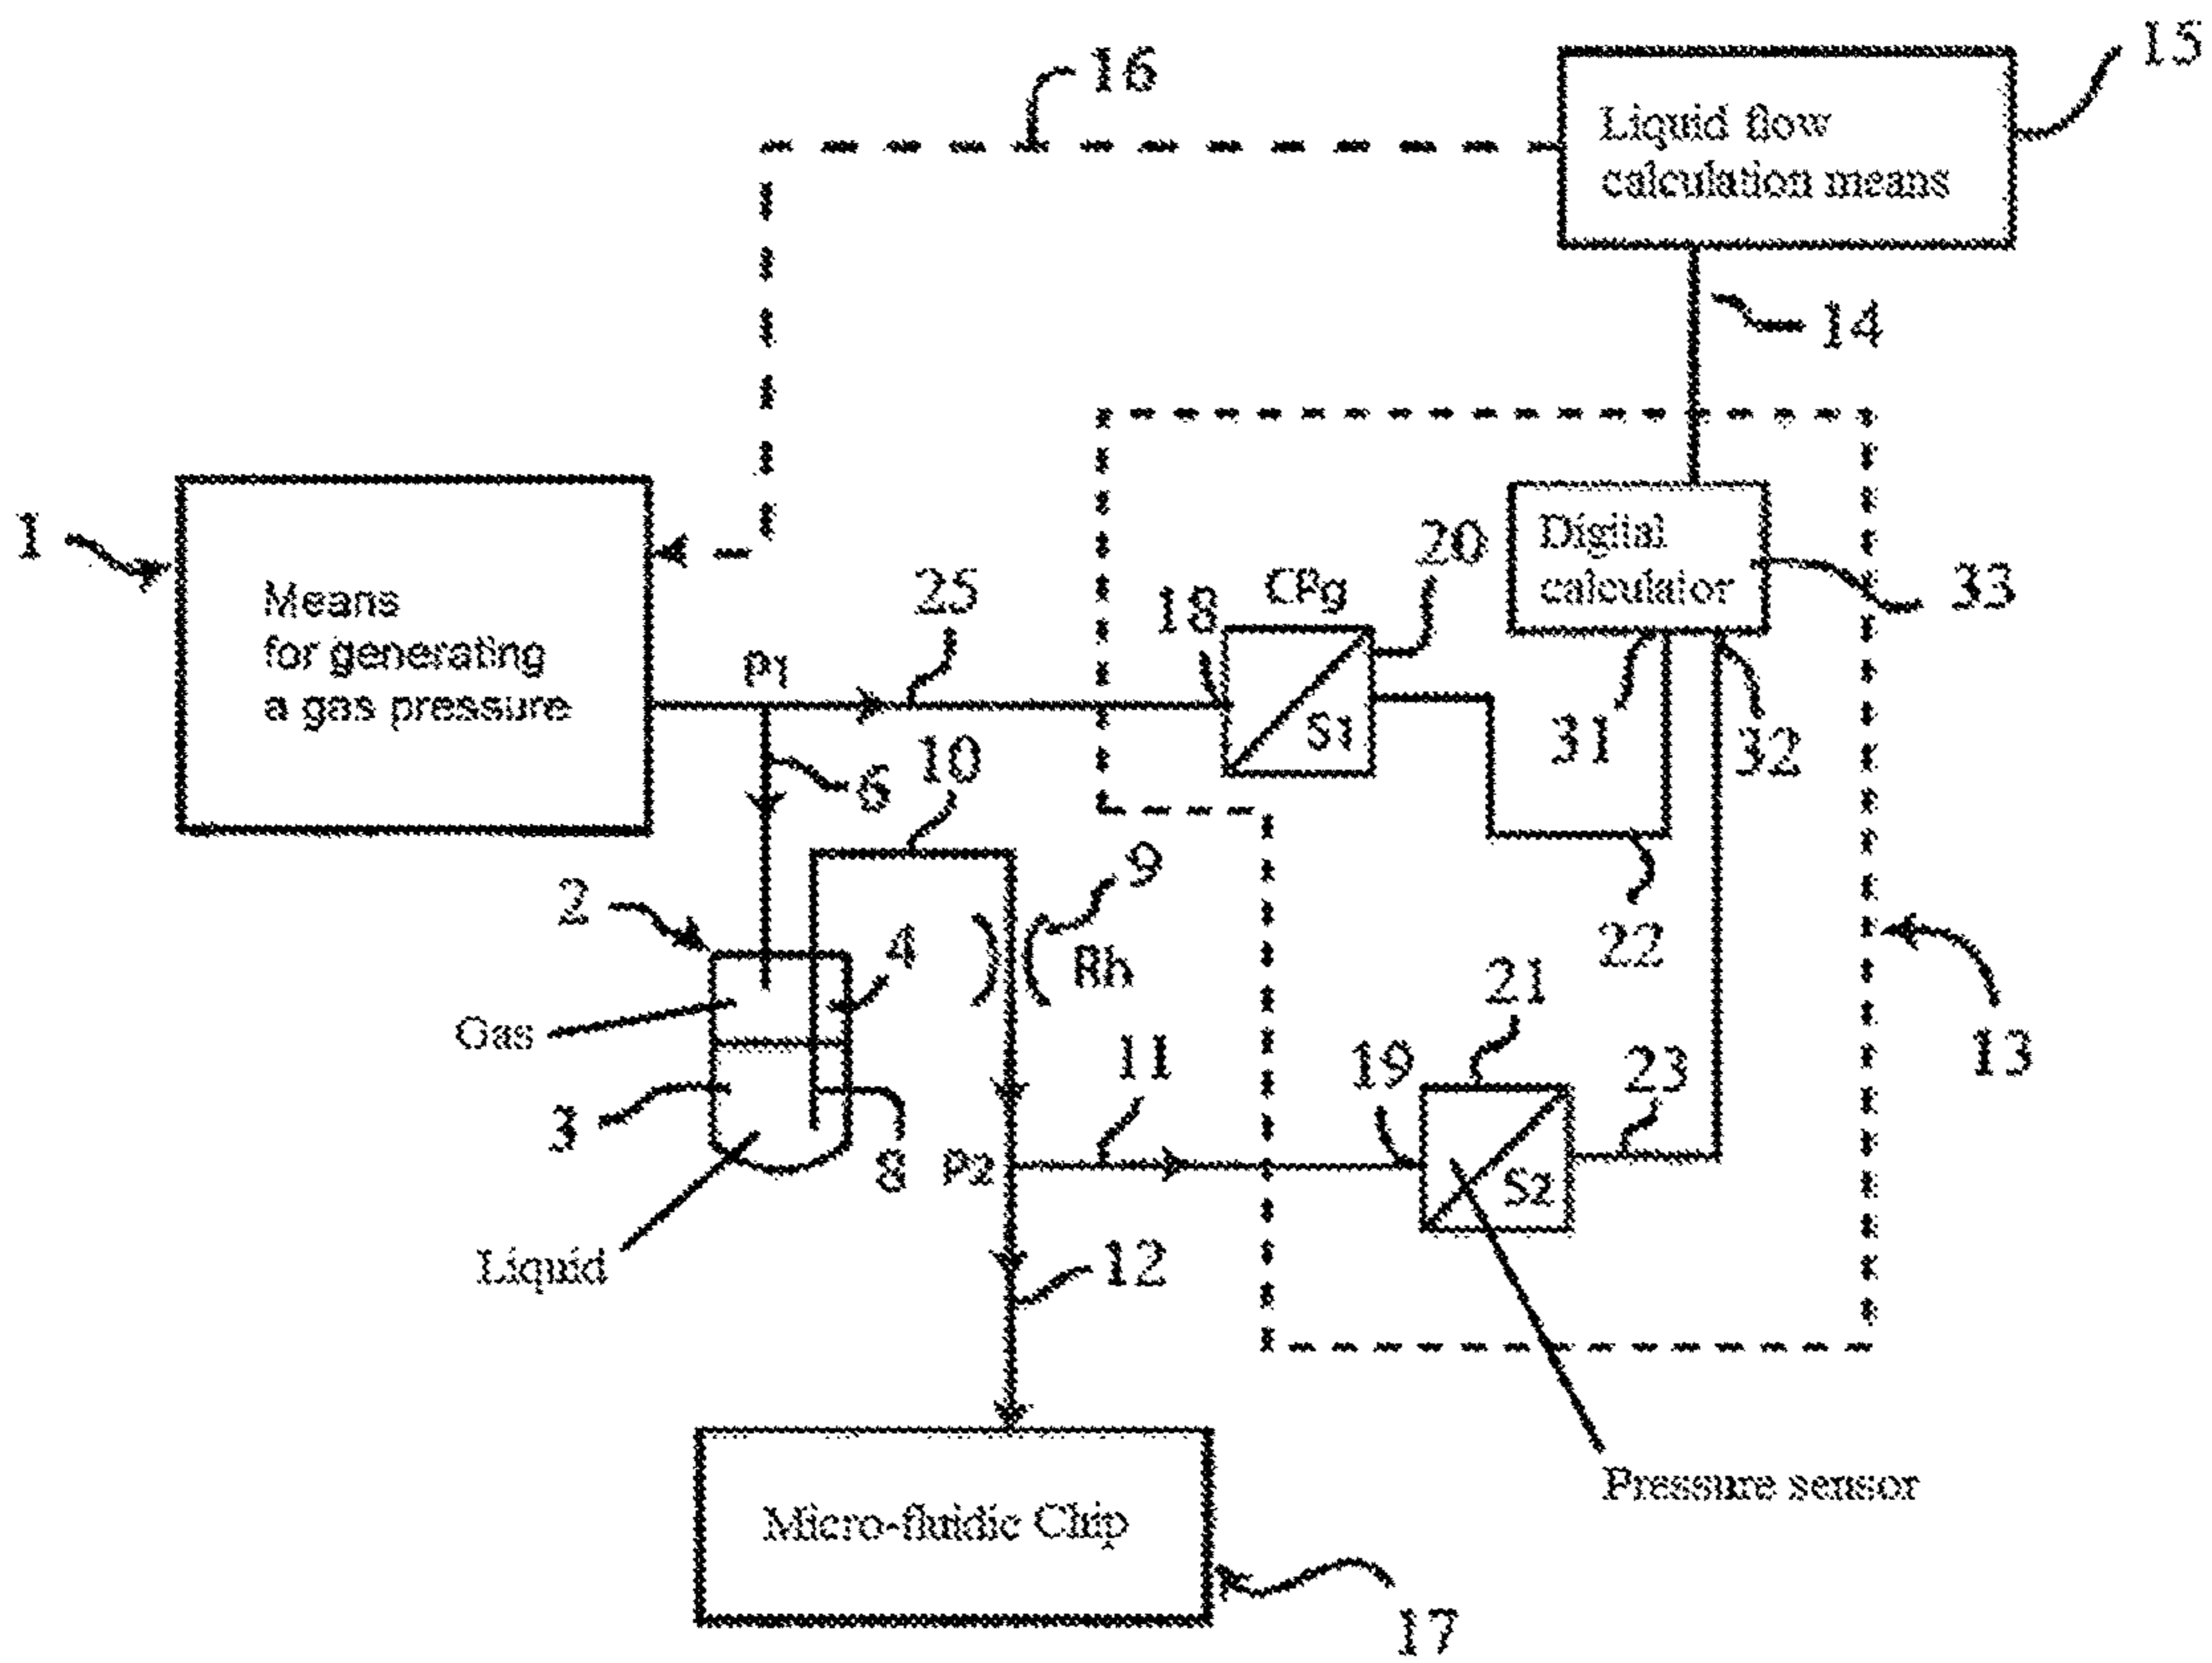 16
15
Liquid flow
calculation means
14
1
Means
for generating
a gas pressure
P1
25
18
CPg
20
S1
Digital
calculator
33
31
32
6
10
9
2
4
Rh
22
21
13
Gas
11
19
23
3
8
P2
S2
Liquid
12
Pressure sensor
Micro-fluidic Chip
17